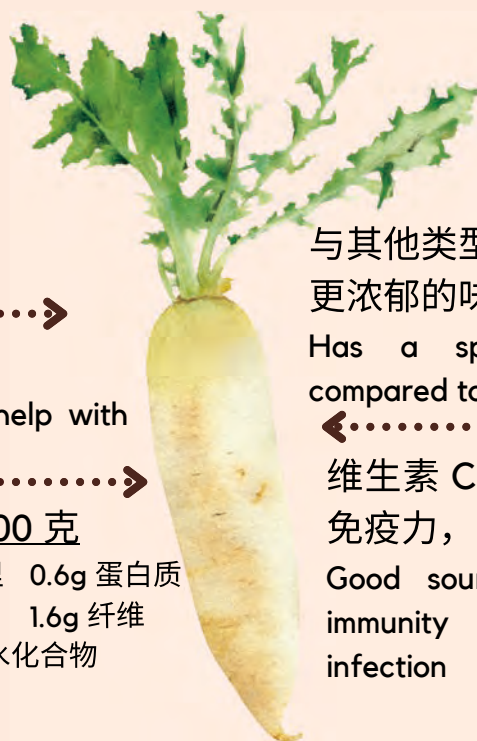 help with
00 克
0.6g 蛋白质
1.6g 纤维
水化合物
与其他类型
更浓郁的味
Has a sp
compared to
维生素 C
免疫力，
Good sour
immunity
infection